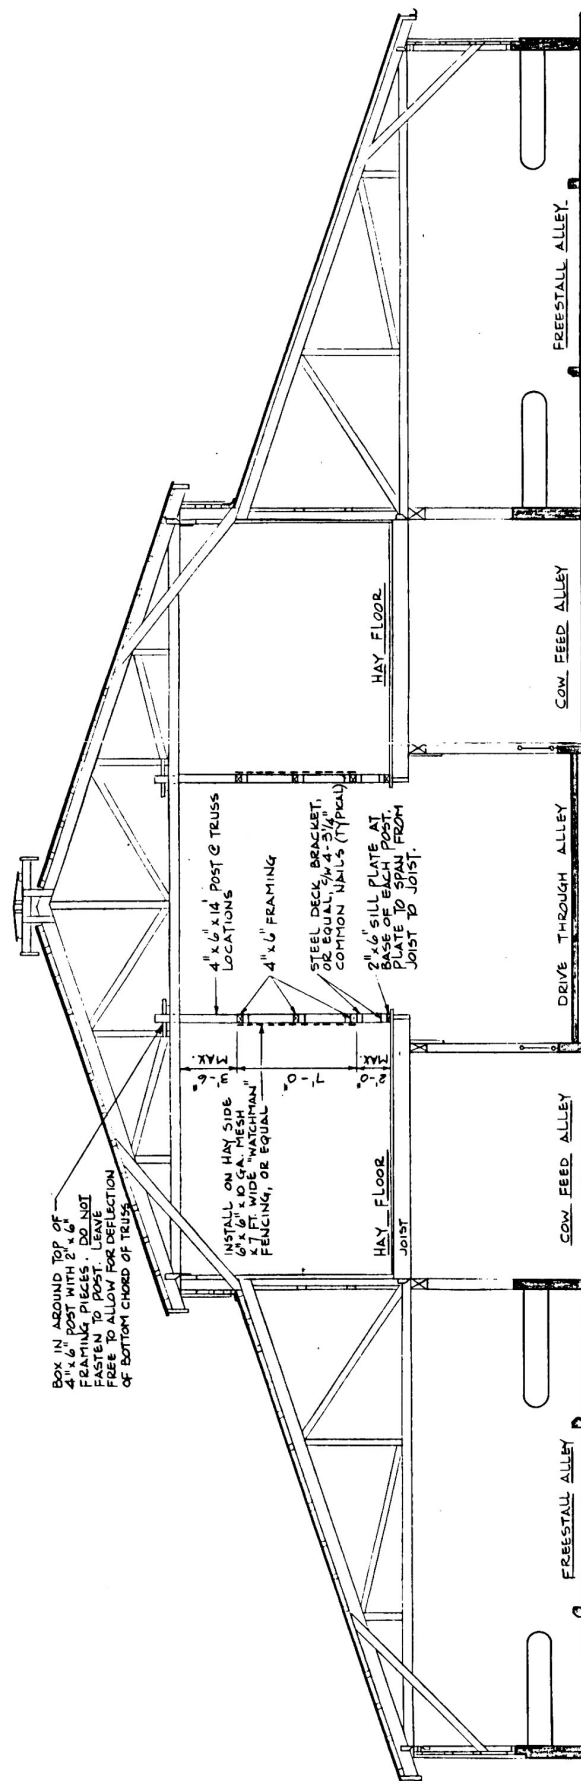 BOX IN AROUND TOP OF
4" x 6" POST WITH 2" x 6"
FRAMING PIECES. DO NOT
FASTEN TO POST. LEAVE
FREE TO ALLOW FOR DEFLECTION
OF BOTTOM CHORD OF TRUSS
INSTALL ON HAY SIDE
6" x 6" x 10 GA. MESH
x 7 FT. WIDE "WATCHMAN"
FENCING, OR EQUAL
3'-6"
MAX.
7'-0"
2'-0"
MAX.
4" x 6" x 14' POST @ TRUSS
LOCATIONS
4" x 6" FRAMING
STEEL DECK BRACKET,
OR EQUAL, C/W 4-3 1/4"
COMMON NAILS (TYPICAL)
2" x 6" SILL PLATE AT
BASE OF EACH POST.
PLATE TO SPAN FROM
JOIST TO JOIST.
HAY FLOOR
JOIST
HAY FLOOR
FREESTALL ALLEY
COW FEED ALLEY
DRIVE THROUGH ALLEY
COW FEED ALLEY
FREESTALL ALLEY